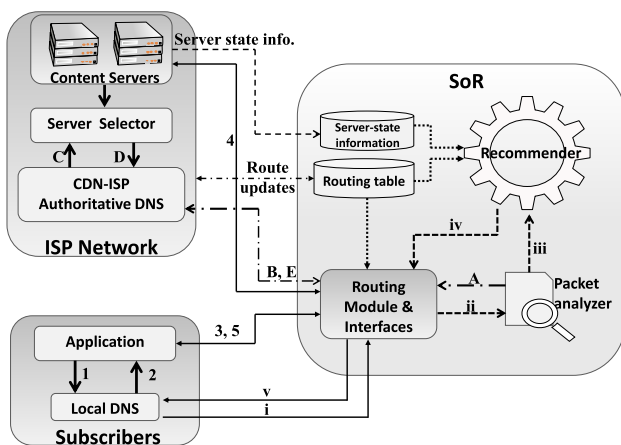 Server state info.
Content Servers
Server Selector
C
D
CDN-ISP
Authoritative DNS
ISP Network
4
Route
updates
B, E
SoR
Server-state
information
Routing table
Recommender
iv
iii
A
ii
Packet
analyzer
Routing
Module &
Interfaces
3, 5
Application
1
2
Local DNS
v
i
Subscribers